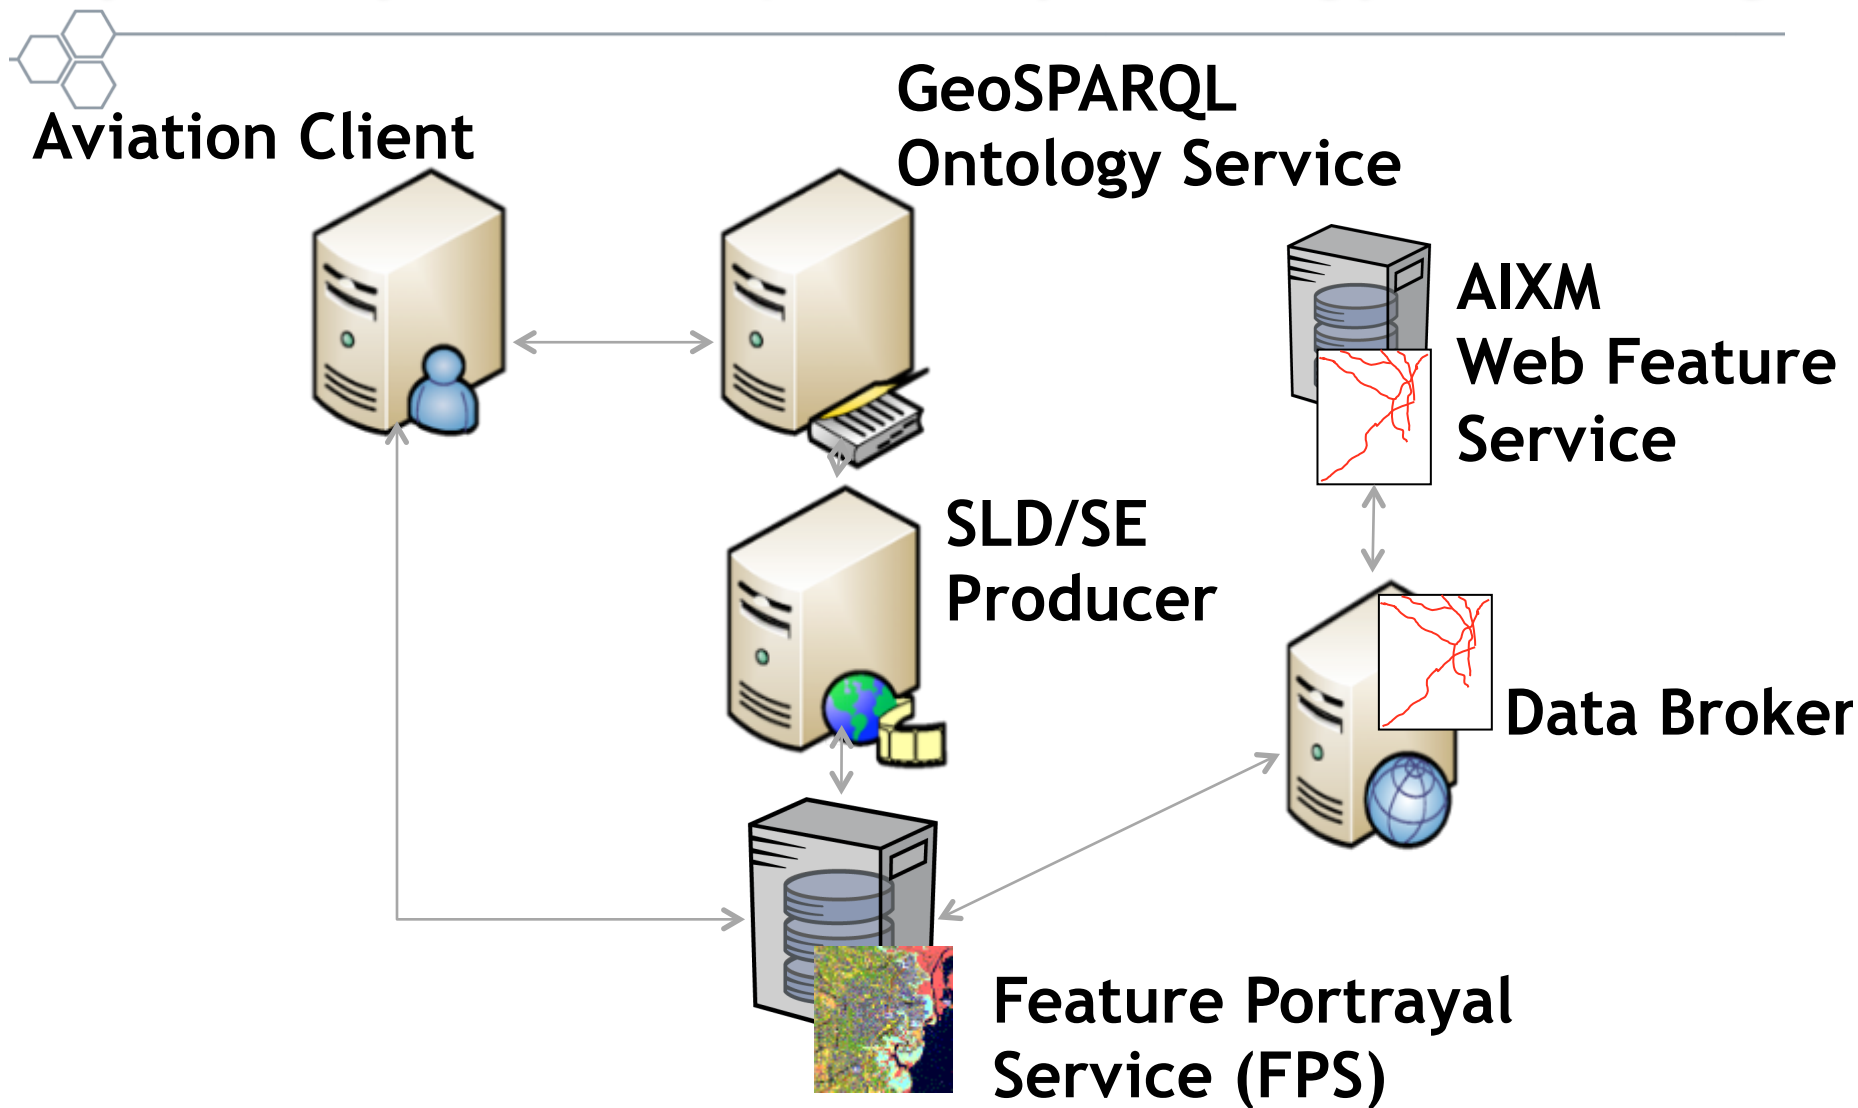 Aviation Client
GeoSPARQL
Ontology Service
AIXM
Web Feature
Service
SLD/SE
Producer
Data Broker
Feature Portrayal
Service (FPS)